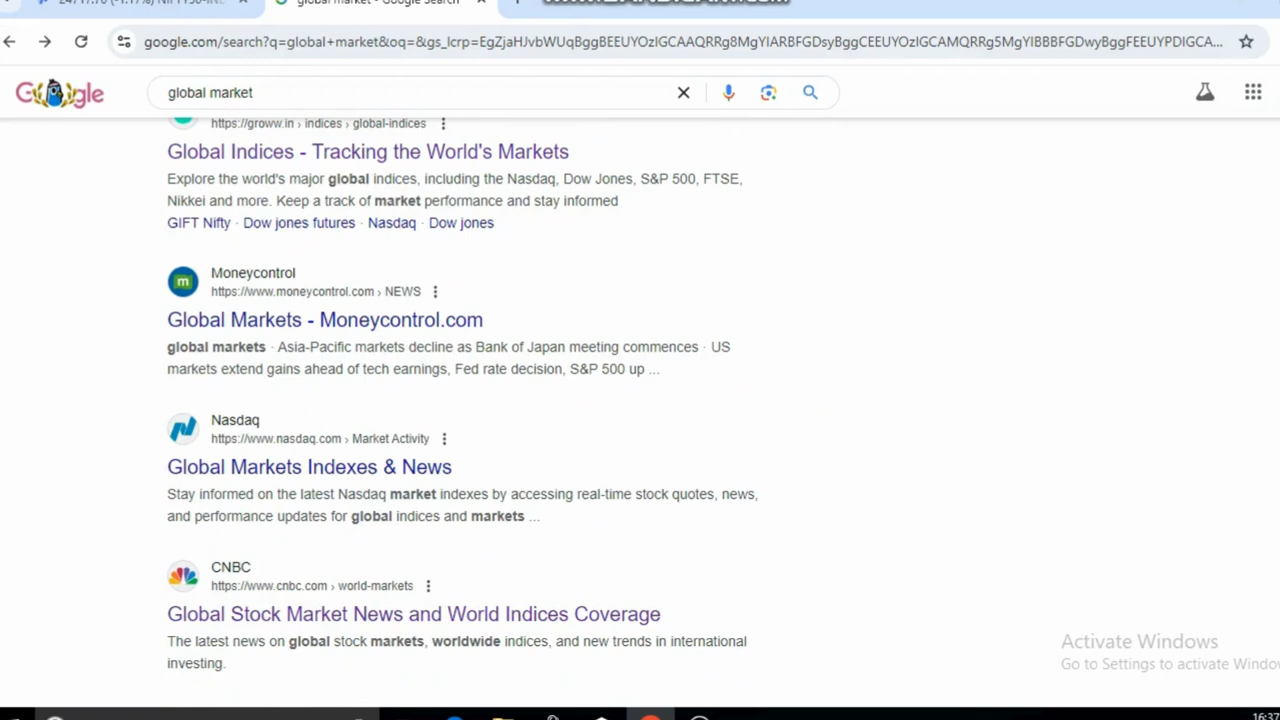 global market - Google Search
google.com/search?q=global+market&oq=&gs_lcrp=EgZjaHJvbWUqBggBEEUYOzIGCAAQRRg8MgYIARBFGDsyBggCEEUYOzIGCAMQRRg5MgYIBBBFGDwyBggFEEUYPDIGCA...
Google
global market
https://groww.in › indices › global-indices
Global Indices - Tracking the World's Markets
Explore the world's major global indices, including the Nasdaq, Dow Jones, S&P 500, FTSE,
Nikkei and more. Keep a track of market performance and stay informed
GIFT Nifty · Dow jones futures · Nasdaq · Dow jones
Moneycontrol
https://www.moneycontrol.com › NEWS
Global Markets - Moneycontrol.com
global markets · Asia-Pacific markets decline as Bank of Japan meeting commences · US
markets extend gains ahead of tech earnings, Fed rate decision, S&P 500 up ...
Nasdaq
https://www.nasdaq.com › Market Activity
Global Markets Indexes & News
Stay informed on the latest Nasdaq market indexes by accessing real-time stock quotes, news,
and performance updates for global indices and markets ...
CNBC
https://www.cnbc.com › world-markets
Global Stock Market News and World Indices Coverage
The latest news on global stock markets, worldwide indices, and new trends in international
investing.
Activate Windows
Go to Settings to activate Windo
16:37